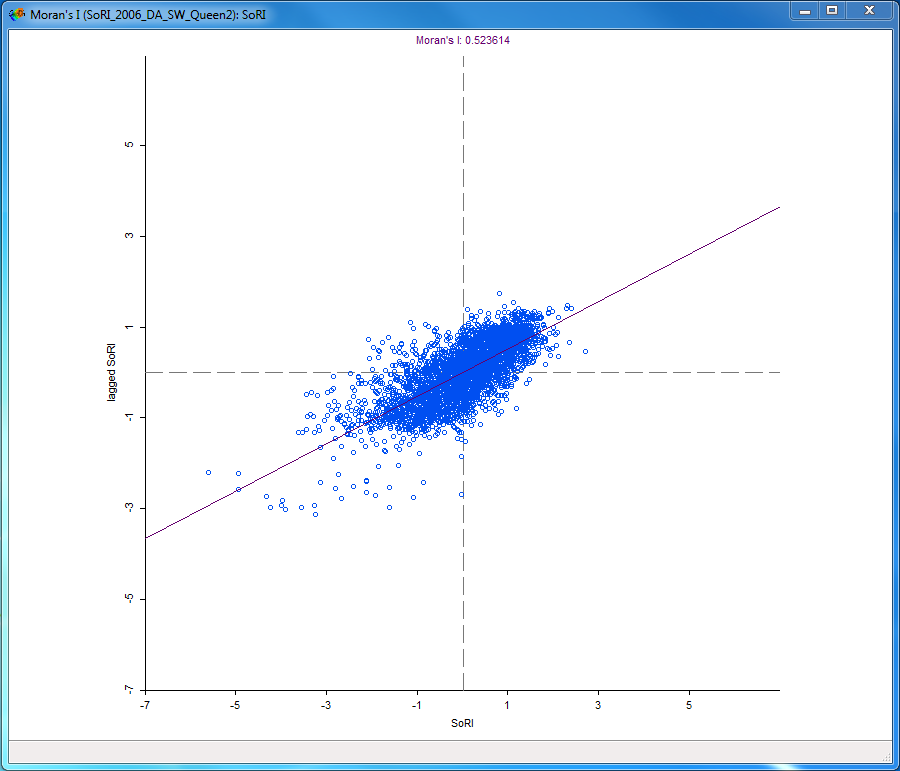 Moran's I (SoRI_2006_DA_SW_Queen2): SoRI
Moran's I: 0.523614
5
3
1
-1
-3
-5
-7
lagged SoRI
-7 -5 -3 -1 1 3 5
SoRI